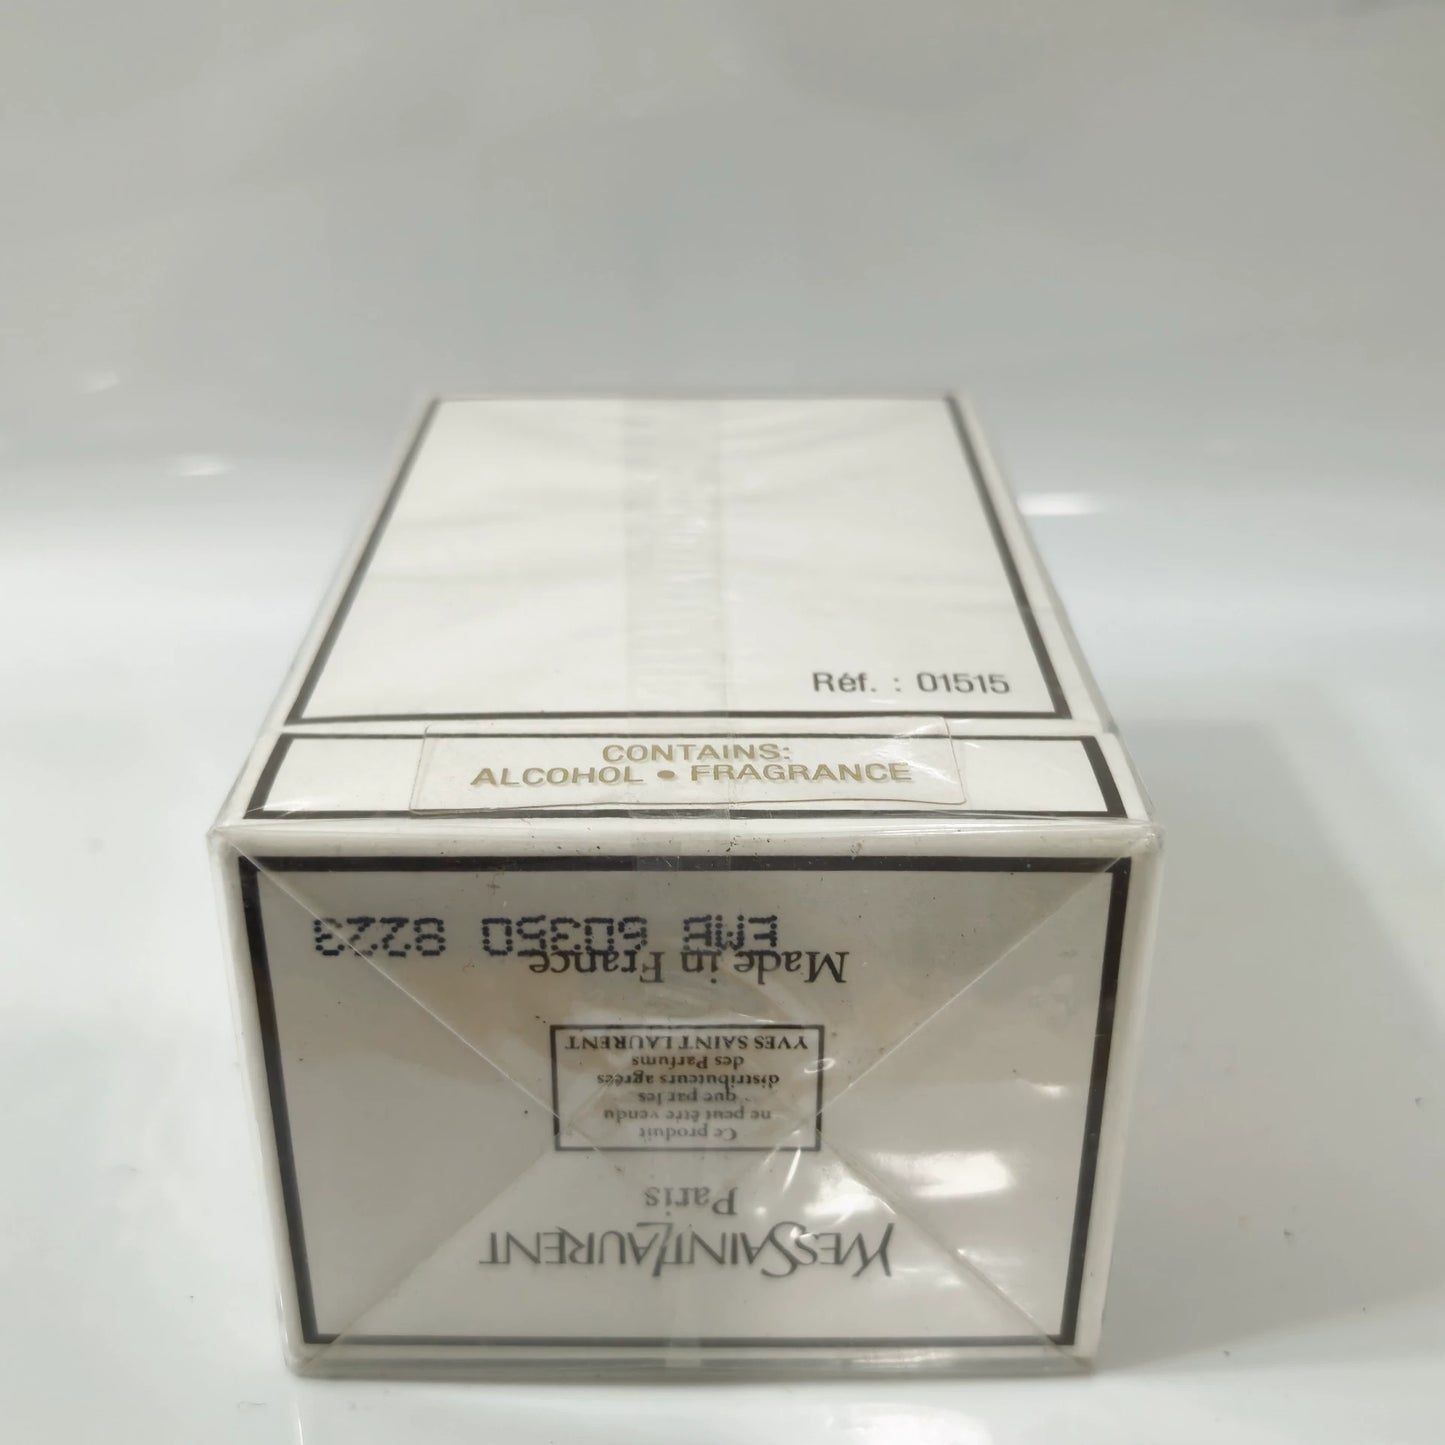 Réf. : 01515
CONTAINS:
ALCOHOL • FRAGRANCE
YVESSAINTLAURENT
Paris
Ce produit
ne peut être vendu
que par les
distributeurs agréés
des Parfums
YVES SAINT LAURENT
Made in France
EMB 60350 8223